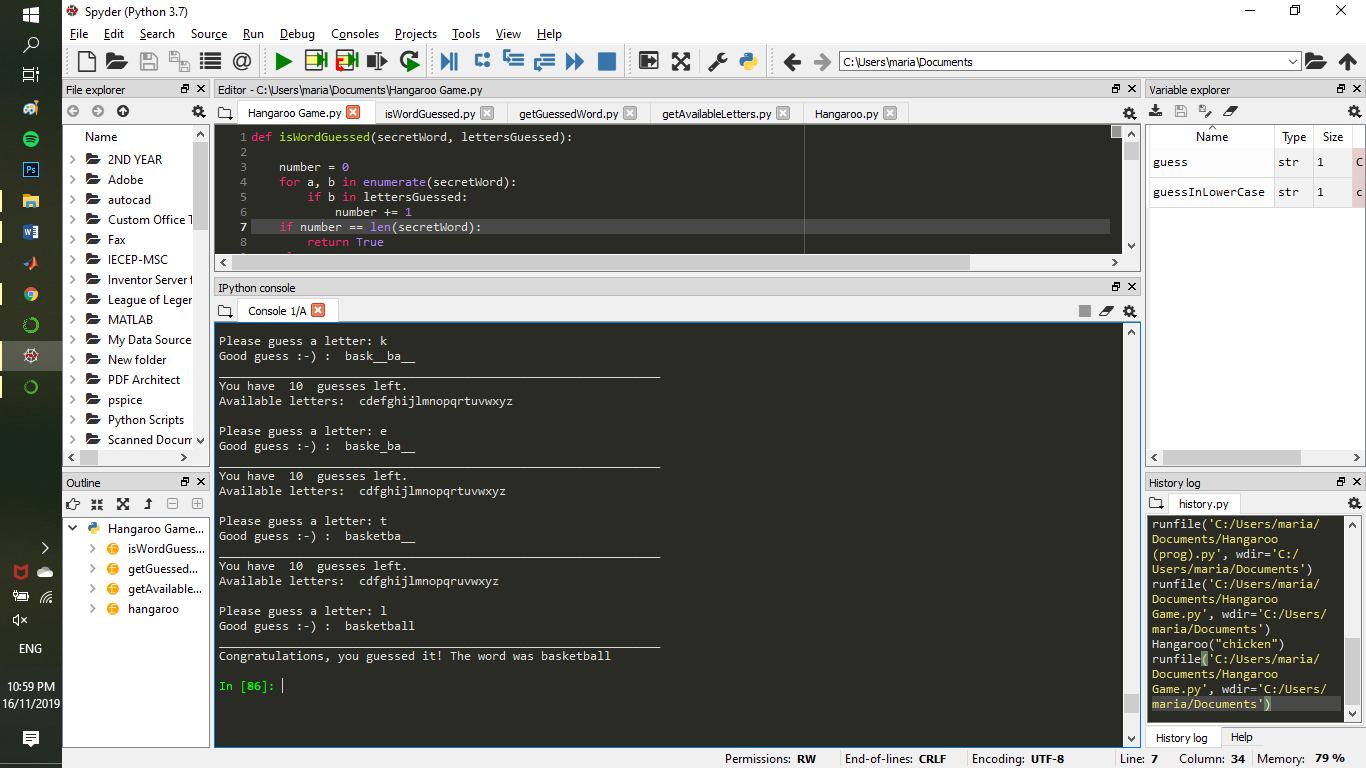 Spyder (Python 3.7)
File Edit Search Source Run Debug Consoles Projects Tools View Help
C:\Users\maria\Documents
File explorer
Name
2ND YEAR
Adobe
autocad
Custom Office T
Fax
IECEP-MSC
Inventor Server f
League of Leger
MATLAB
My Data Source
New folder
PDF Architect
pspice
Python Scripts
Scanned Docum
Outline
Hangaroo Game...
isWordGuess...
getGuessed...
getAvailable...
hangaroo
Editor - C:\Users\maria\Documents\Hangaroo Game.py
Hangaroo Game.py isWordGuessed.py getGuessedWord.py getAvailableLetters.py Hangaroo.py
1 def isWordGuessed(secretWord, lettersGuessed):
2
3 number = 0
4 for a, b in enumerate(secretWord):
5 if b in lettersGuessed:
6 number += 1
7 if number == len(secretWord):
8 return True
IPython console
Console 1/A
Please guess a letter: k
Good guess :-) : bask__ba__
_______________________________________________________________
You have 10 guesses left.
Available letters: cdefghijlmnopqrtuvwxyz
Please guess a letter: e
Good guess :-) : baske_ba__
_______________________________________________________________
You have 10 guesses left.
Available letters: cdfghijlmnopqrtuvwxyz
Please guess a letter: t
Good guess :-) : basketba__
_______________________________________________________________
You have 10 guesses left.
Available letters: cdfghijlmnopqruvwxyz
Please guess a letter: l
Good guess :-) : basketball
_______________________________________________________________
Congratulations, you guessed it! The word was basketball
In [86]:
Variable explorer
Name Type Size
guess str 1 C
guessInLowerCase str 1 c
History log
history.py
runfile('C:/Users/maria/
Documents/Hangaroo
(prog).py', wdir='C:/
Users/maria/Documents')
runfile('C:/Users/maria/
Documents/Hangaroo
Game.py', wdir='C:/Users/
maria/Documents')
Hangaroo("chicken")
runfile('C:/Users/maria/
Documents/Hangaroo
Game.py', wdir='C:/Users/
maria/Documents')
History log Help
Permissions: RW End-of-lines: CRLF Encoding: UTF-8 Line: 7 Column: 34 Memory: 79 %
Ps
W
ENG
10:59 PM
16/11/2019